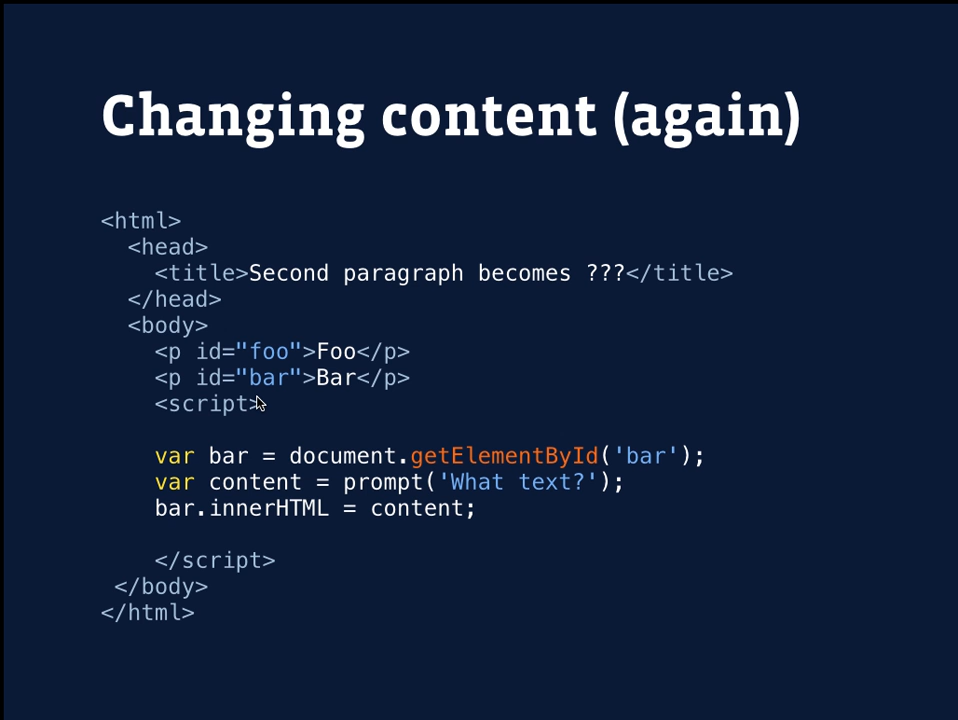 Changing content (again)
<html>
  <head>
    <title>Second paragraph becomes ???</title>
  </head>
  <body>
    <p id="foo">Foo</p>
    <p id="bar">Bar</p>
    <script>
    var bar = document.getElementById('bar');
    var content = prompt('What text?');
    bar.innerHTML = content;
    </script>
 </body>
</html>